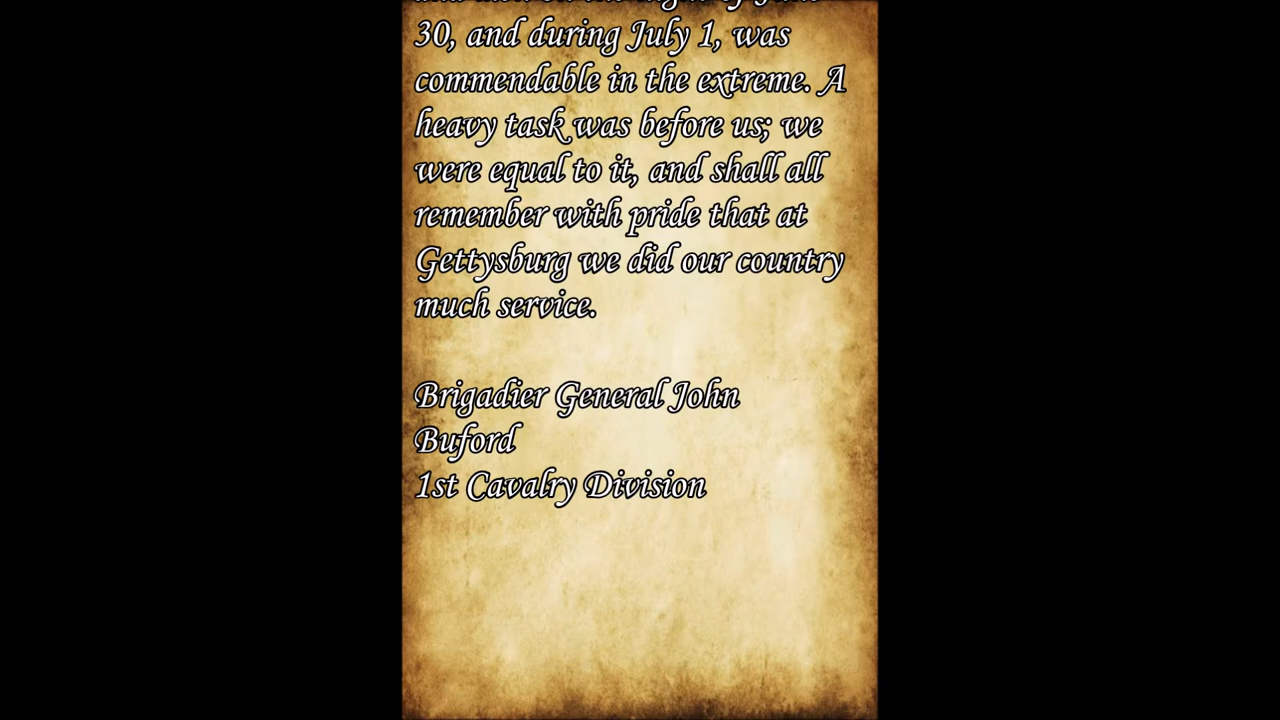 30, and during July 1, was
commendable in the extreme. A
heavy task was before us; we
were equal to it, and shall all
remember with pride that at
Gettysburg we did our country
much service.
Brigadier General John
Buford
1st Cavalry Division